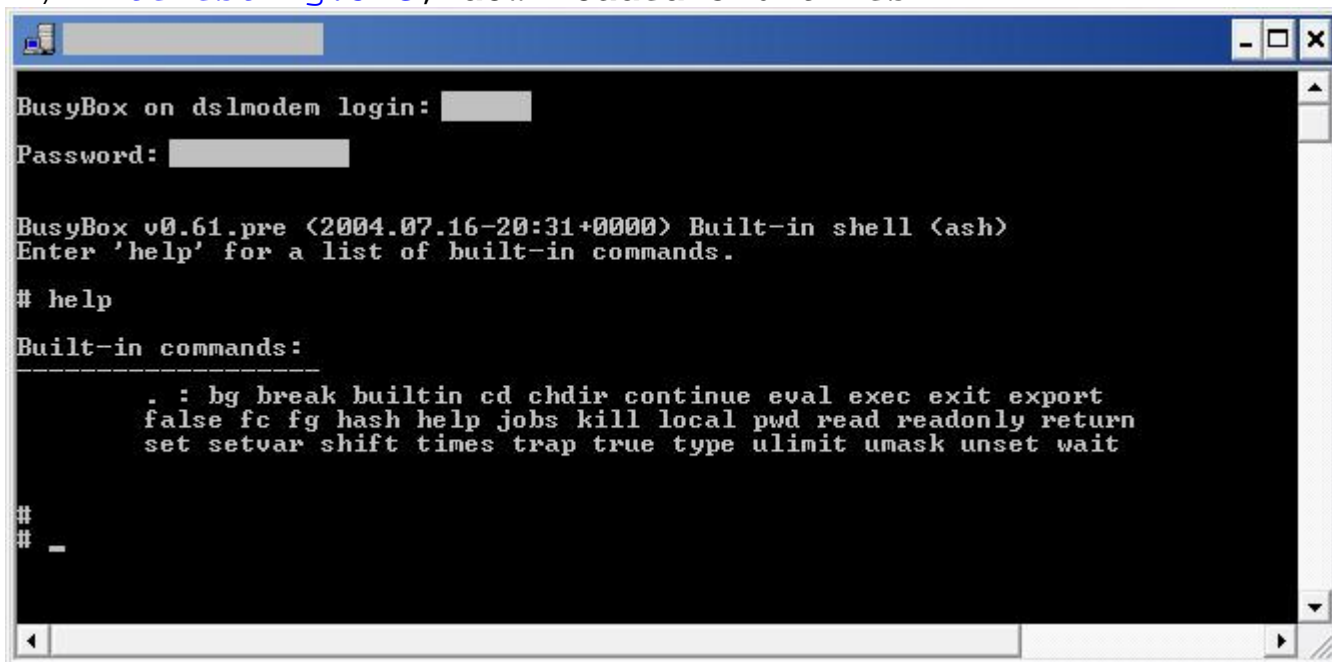 BusyBox on dslmodem login:
Password:
BusyBox v0.61.pre (2004.07.16-20:31+0000) Built-in shell (ash)
Enter 'help' for a list of built-in commands.
# help
Built-in commands:
-------------------
. : bg break builtin cd chdir continue eval exec exit export
false fc fg hash help jobs kill local pwd read readonly return
set setvar shift times trap true type ulimit umask unset wait
#
# _